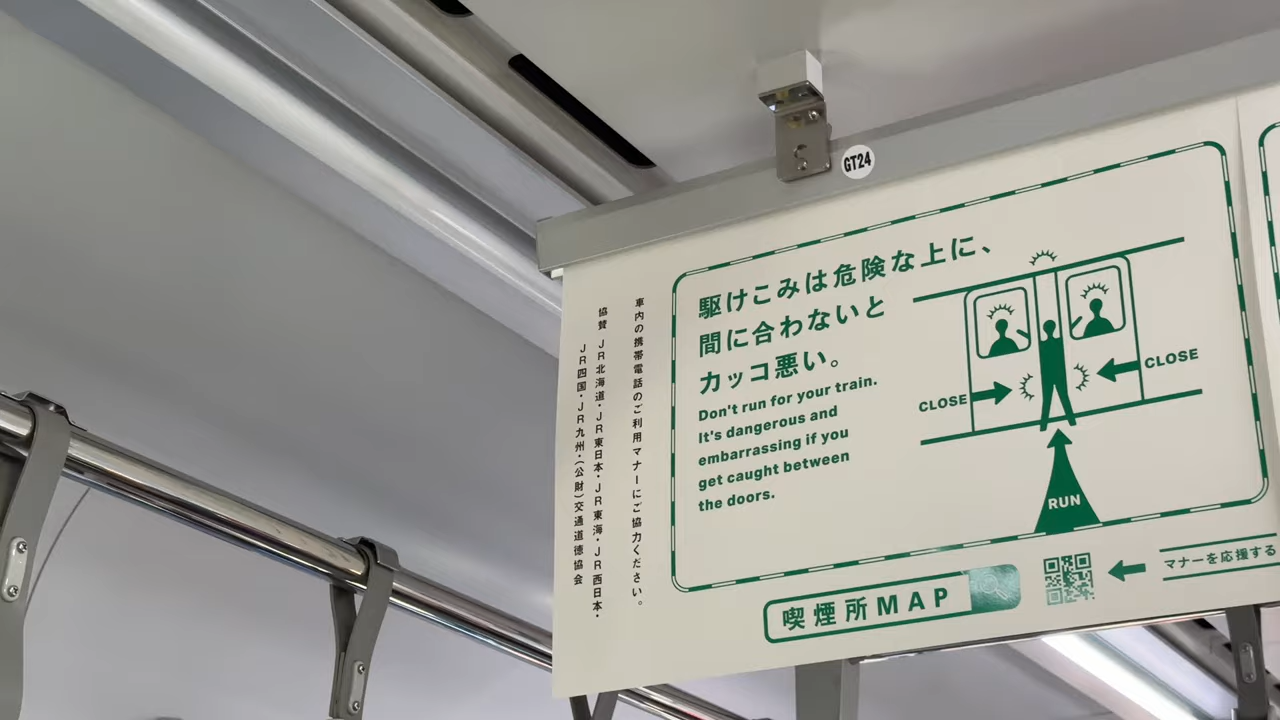 GT24
駆けこみは危険な上に、
間に合わないと
カッコ悪い。
Don't run for your train.
It's dangerous and
embarrassing if you
get caught between
the doors.
CLOSE
CLOSE
RUN
車内の携帯電話のご利用マナーにご協力ください。
協賛 JR北海道・JR東日本・JR東海・JR西日本・
JR四国・JR九州・(公財)交通道徳協会
喫煙所MAP
マナーを応援する